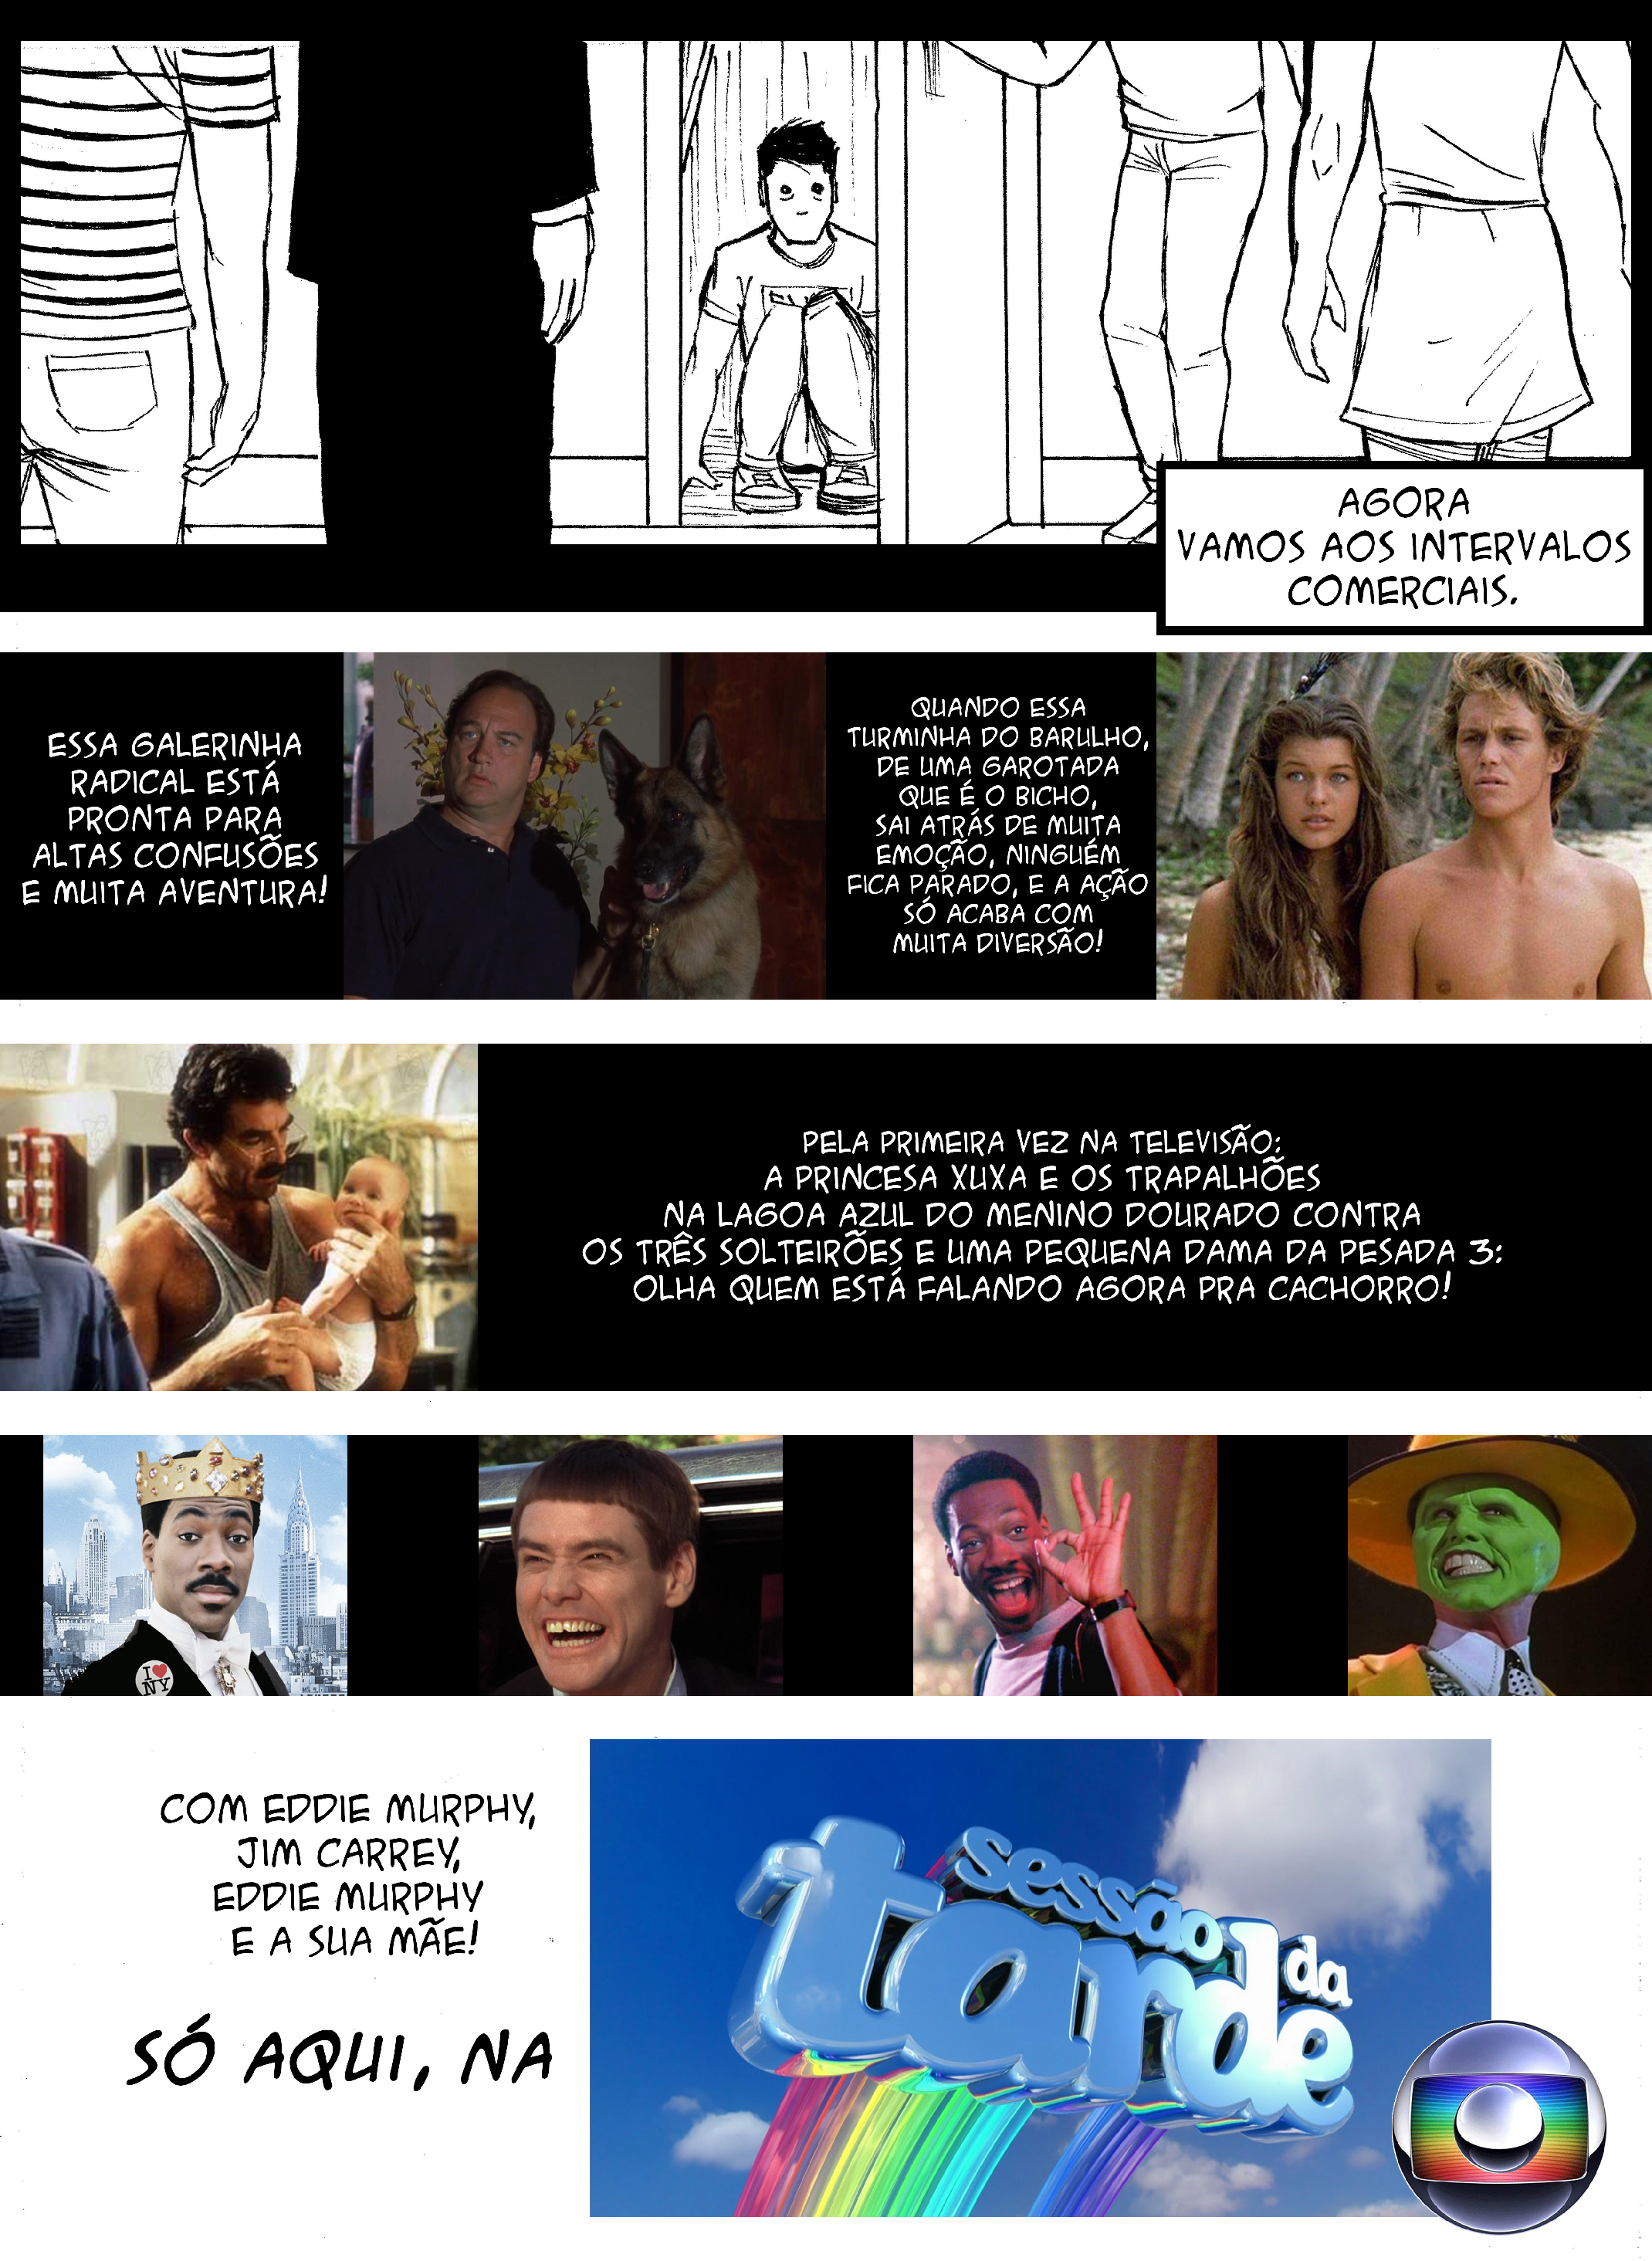 AGORA
VAMOS AOS INTERVALOS
COMERCIAIS.
ESSA GALERINHA
RADICAL ESTÁ
PRONTA PARA
ALTAS CONFUSÕES
E MUITA AVENTURA!
QUANDO ESSA
TURMINHA DO BARULHO,
DE UMA GAROTADA
QUE É O BICHO,
SAI ATRÁS DE MUITA
EMOÇÃO, NINGUÉM
FICA PARADO, E A AÇÃO
SÓ ACABA COM
MUITA DIVERSÃO!
PELA PRIMEIRA VEZ NA TELEVISÃO:
A PRINCESA XUXA E OS TRAPALHÕES
NA LAGOA AZUL DO MENINO DOURADO CONTRA
OS TRÊS SOLTEIRÕES E UMA PEQUENA DAMA DA PESADA 3:
OLHA QUEM ESTÁ FALANDO AGORA PRA CACHORRO!
I ♥
NY
COM EDDIE MURPHY,
JIM CARREY,
EDDIE MURPHY
E A SUA MÃE!
SÓ AQUI, NA
sessão da
tarde